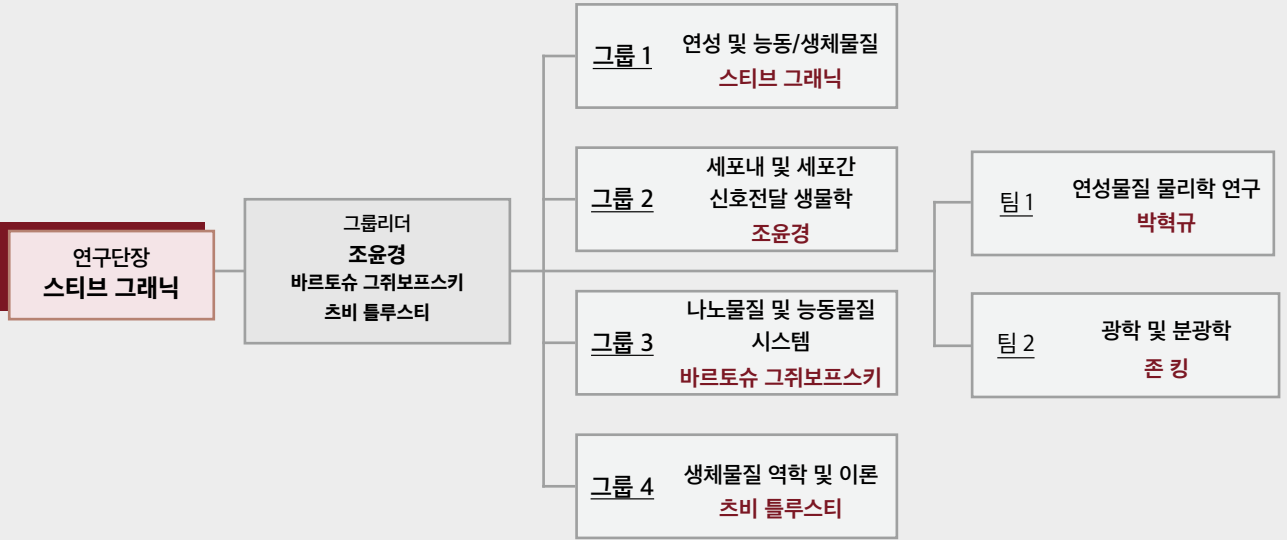 연구단장
스티브 그래닉
그룹리더
조윤경
바르토슈 그쥐보프스키
츠비 틀루스티
그룹 1
연성 및 능동/생체물질
스티브 그래닉
그룹 2
세포내 및 세포간
신호전달 생물학
조윤경
그룹 3
나노물질 및 능동물질
시스템
바르토슈 그쥐보프스키
그룹 4
생체물질 역학 및 이론
츠비 틀루스티
팀 1
연성물질 물리학 연구
박혁규
팀 2
광학 및 분광학
존 킹